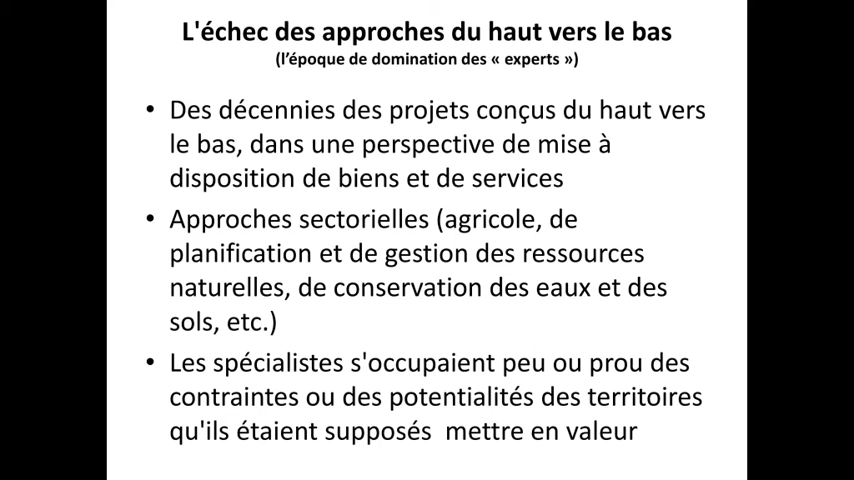 L'échec des approches du haut vers le bas
(l’époque de domination des « experts »)
• Des décennies des projets conçus du haut vers
le bas, dans une perspective de mise à
disposition de biens et de services
• Approches sectorielles (agricole, de
planification et de gestion des ressources
naturelles, de conservation des eaux et des
sols, etc.)
• Les spécialistes s'occupaient peu ou prou des
contraintes ou des potentialités des territoires
qu'ils étaient supposés  mettre en valeur